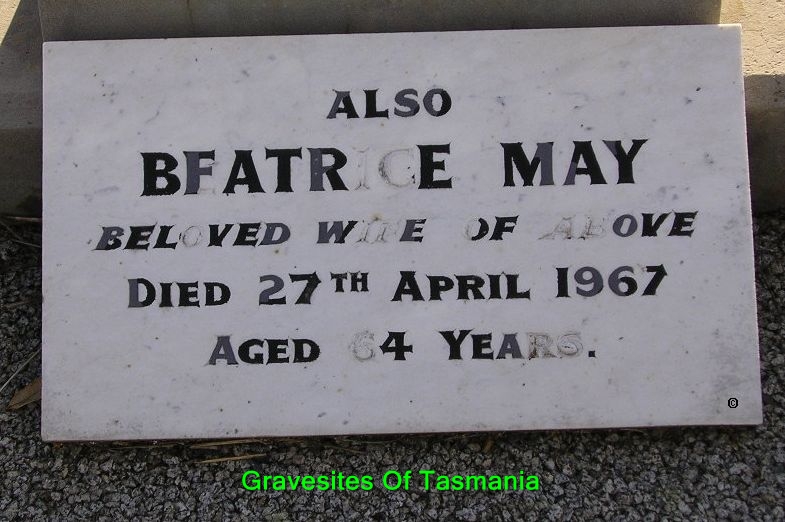 ALSO
BEATRICE MAY
BELOVED WIFE OF ABOVE
DIED 27TH APRIL 1967
AGED 64 YEARS.
©
Gravesites Of Tasmania